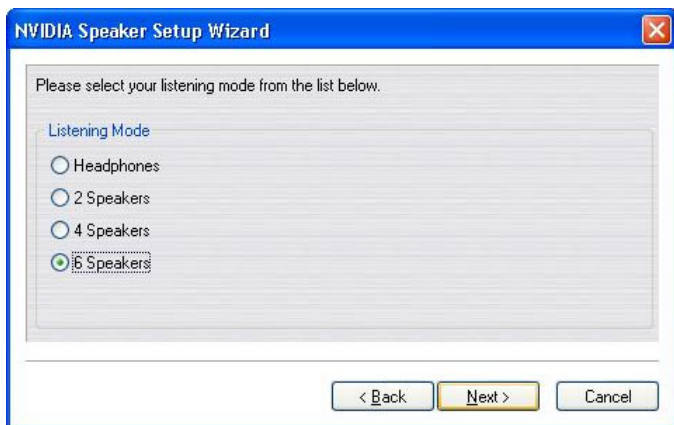 NVIDIA Speaker Setup Wizard
Please select your listening mode from the list below.
Listening Mode
Headphones
2 Speakers
4 Speakers
6 Speakers
< Back Next > Cancel